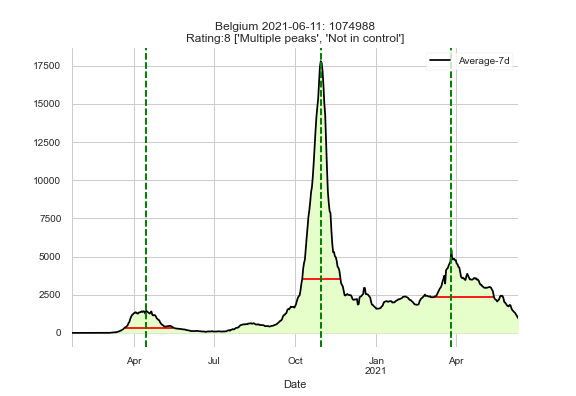 Belgium 2021-06-11: 1074988
Rating:8 ['Multiple peaks', 'Not in control']
Average-7d
17500
15000
12500
10000
7500
5000
2500
0
Apr
Jul
Oct
Jan
2021
Apr
Date